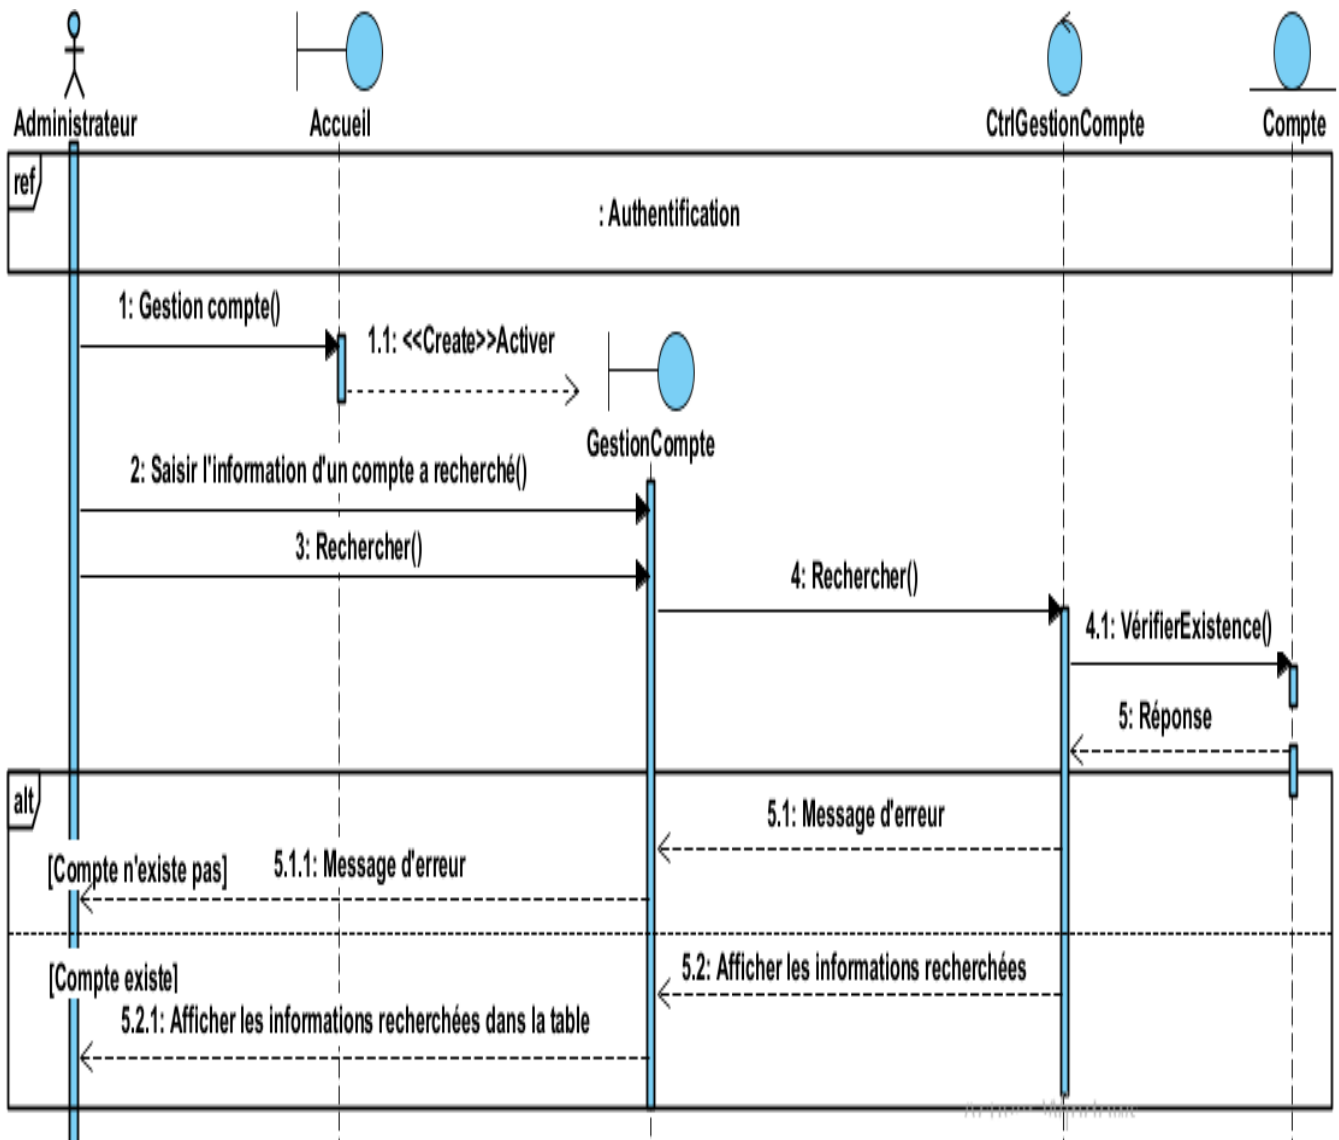 Administrateur
Accueil
CtrlGestionCompte
Compte
ref
: Authentification
1: Gestion compte()
1.1: <<Create>>Activer
GestionCompte
2: Saisir l'information d'un compte a recherché()
3: Rechercher()
4: Rechercher()
4.1: VérifierExistence()
5: Réponse
alt
5.1: Message d'erreur
[Compte n'existe pas]
5.1.1: Message d'erreur
5.2: Afficher les informations recherchées
[Compte existe]
5.2.1: Afficher les informations recherchées dans la table